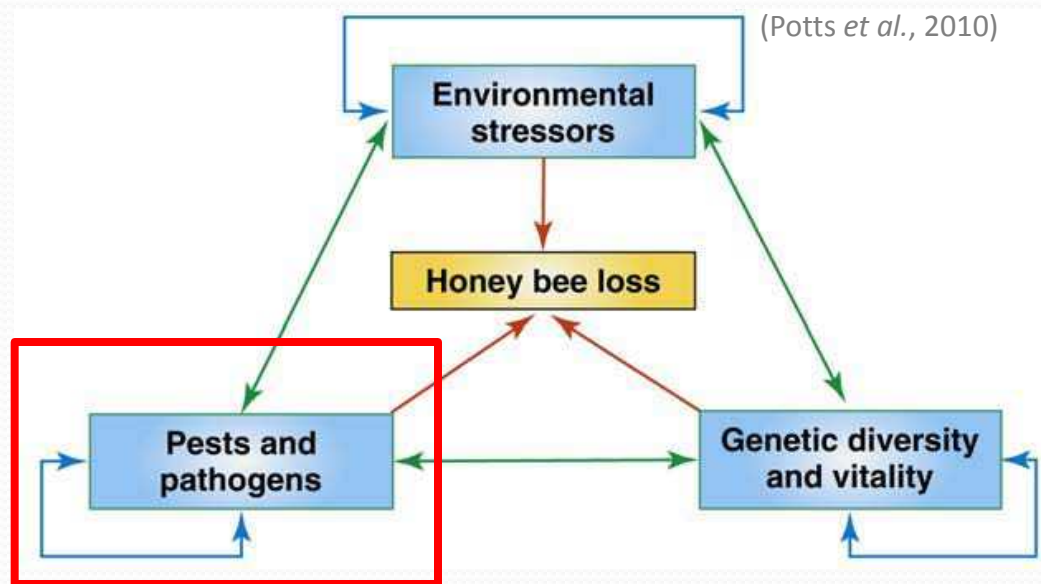 (Potts et al., 2010)
Environmental
stressors
Honey bee loss
Pests and
pathogens
Genetic diversity
and vitality